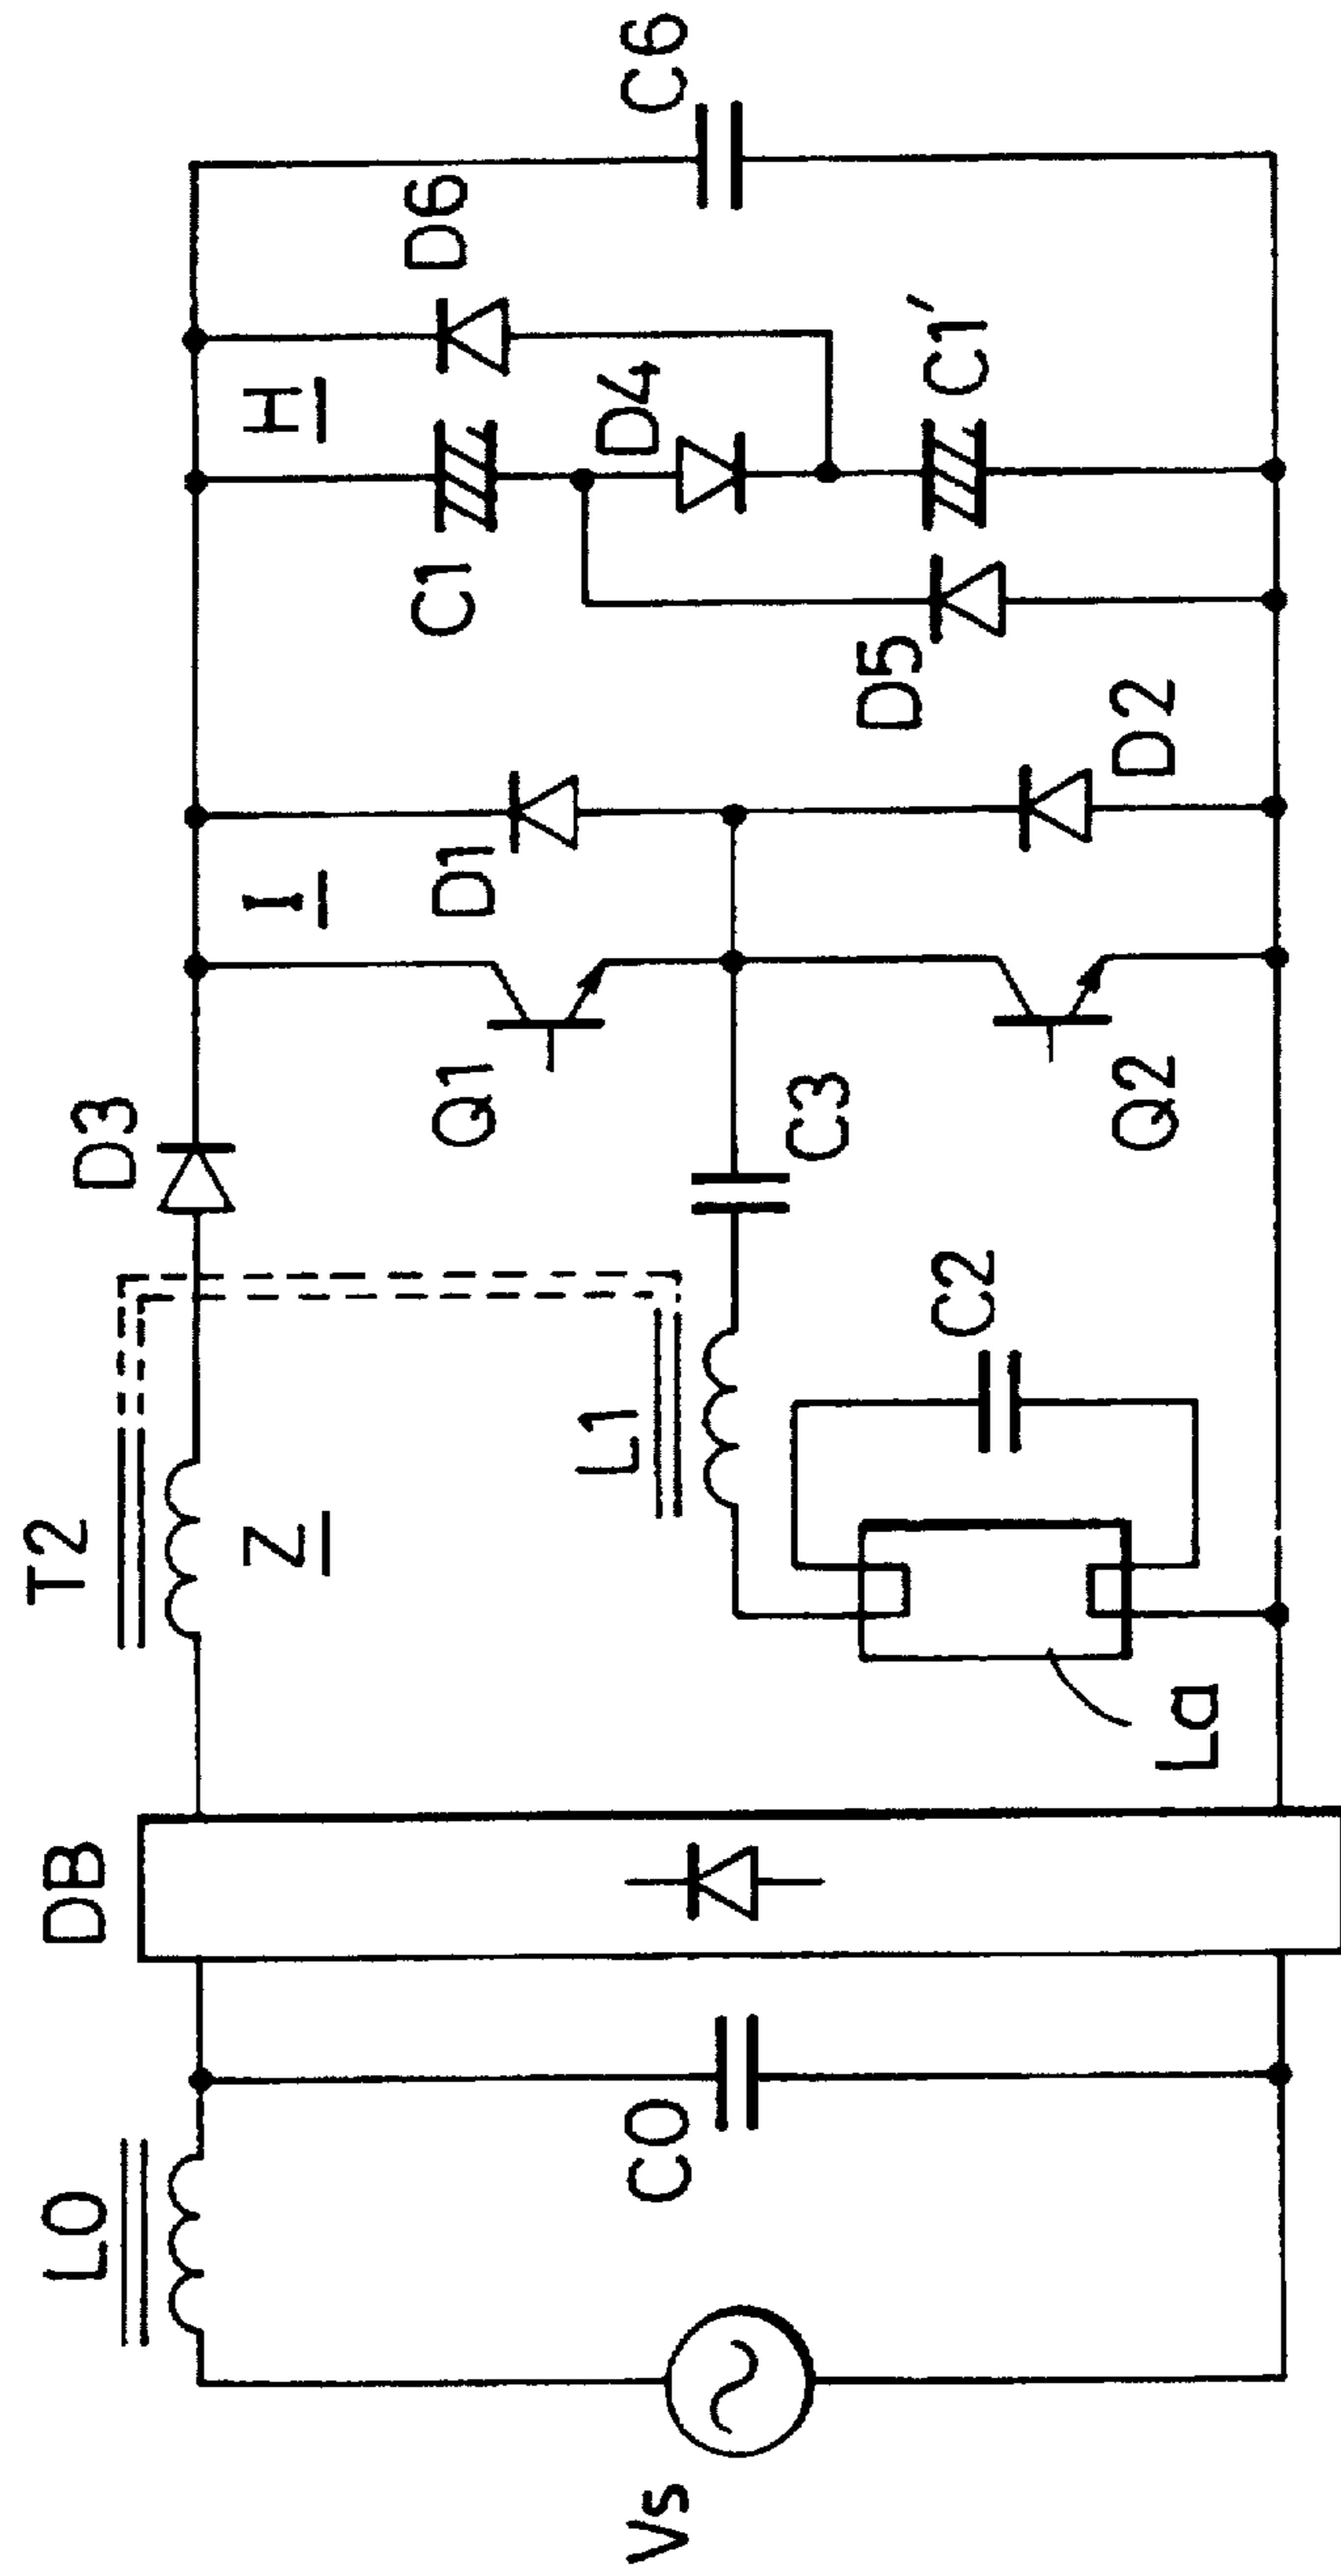 Vs
L0
C0
DB
T2
Z
L1
La
C2
C3
D3
Q1
Q2
I
D1
D2
H
C1
D5
D4
D6
C1′
C6